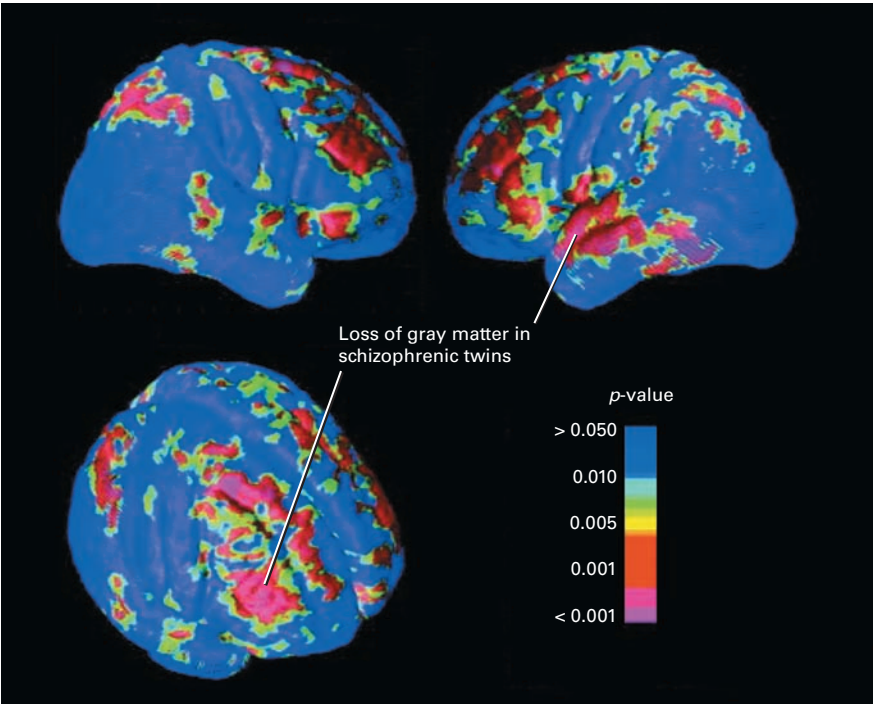 Loss of gray matter in
schizophrenic twins
p-value
> 0.050
0.010
0.005
0.001
< 0.001